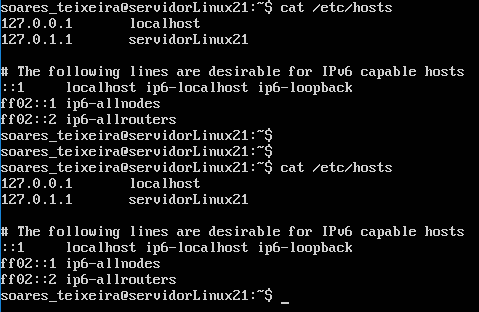 soares_teixeira@servidorLinux21:~$ cat /etc/hosts
127.0.0.1 localhost
127.0.1.1 servidorLinux21
# The following lines are desirable for IPv6 capable hosts
::1 localhost ip6-localhost ip6-loopback
ff02::1 ip6-allnodes
ff02::2 ip6-allrouters
soares_teixeira@servidorLinux21:~$
soares_teixeira@servidorLinux21:~$
soares_teixeira@servidorLinux21:~$ cat /etc/hosts
127.0.0.1 localhost
127.0.1.1 servidorLinux21
# The following lines are desirable for IPv6 capable hosts
::1 localhost ip6-localhost ip6-loopback
ff02::1 ip6-allnodes
ff02::2 ip6-allrouters
soares_teixeira@servidorLinux21:~$ _